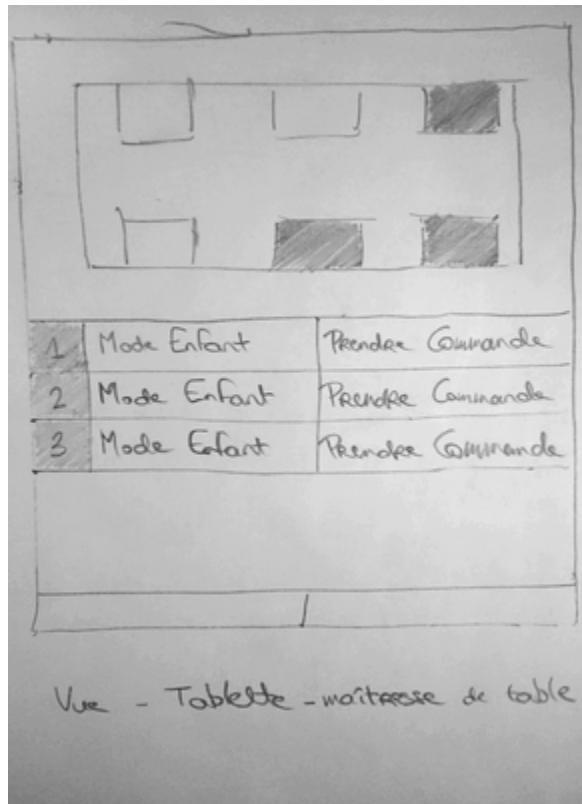 1 Mode Enfant Prendre Commande
2 Mode Enfant Prendre Commande
3 Mode Enfant Prendre Commande
Vue - Tablette - maîtresse de table